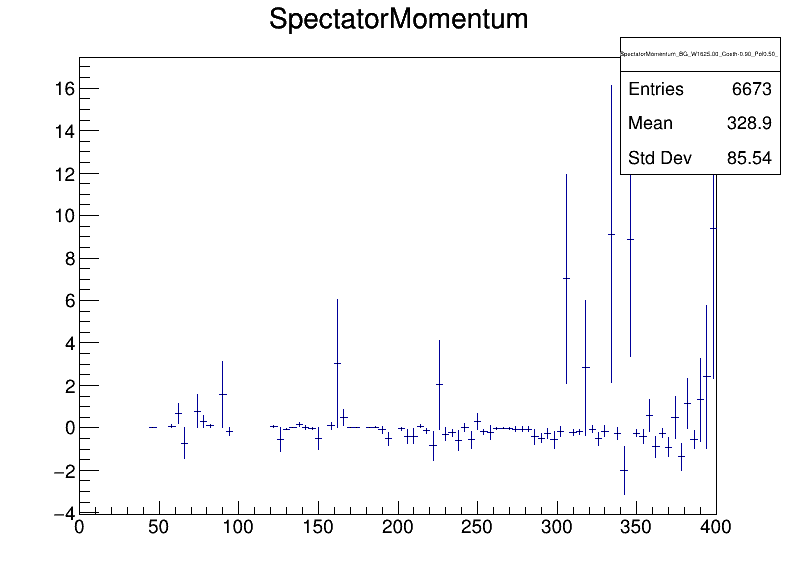 SpectatorMomentum
SpectatorMomentum_BG_W1625.00_Costh-0.90_Pol0.50_
Entries 6673
Mean 328.9
Std Dev 85.54
16
14
12
10
8
6
4
2
0
−2
−4
0 50 100 150 200 250 300 350 400